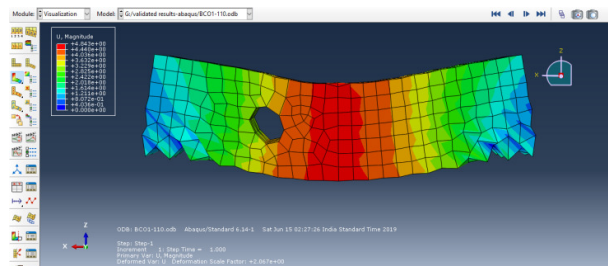 Module: Visualization Model: G:/validated results-abaqus/BCO1-110.odb
U, Magnitude
+4.843e+00
+4.440e+00
+4.036e+00
+3.632e+00
+3.229e+00
+2.825e+00
+2.422e+00
+2.018e+00
+1.614e+00
+1.211e+00
+8.072e-01
+4.036e-01
+0.000e+00
Z
X
Z
X
ODB: BCO1-110.odb Abaqus/Standard 6.14-1 Sat Jun 15 02:27:26 India Standard Time 2019
Step: Step-1
Increment 1: Step Time = 1.000
Primary Var: U, Magnitude
Deformed Var: U Deformation Scale Factor: +2.867e+00